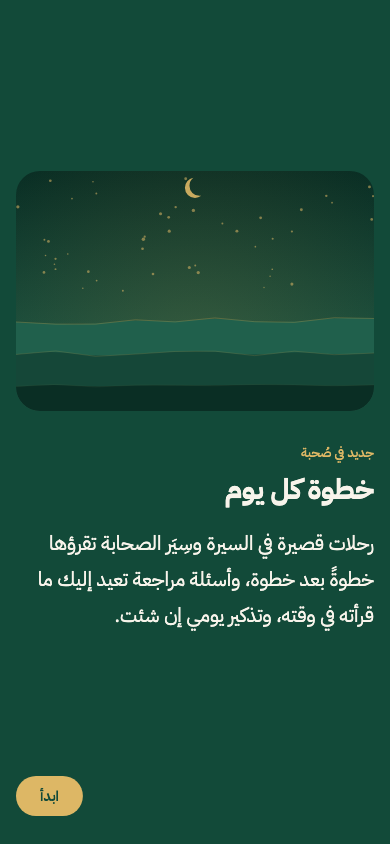 جديد في صُحبة
خطوة كل يوم
رحلات قصيرة في السيرة وسِيَر الصحابة تقرؤها
خطوةً بعد خطوة، وأسئلة مراجعة تعيد إليك ما
قرأته في وقته، وتذكير يومي إن شئت.
ابدأ